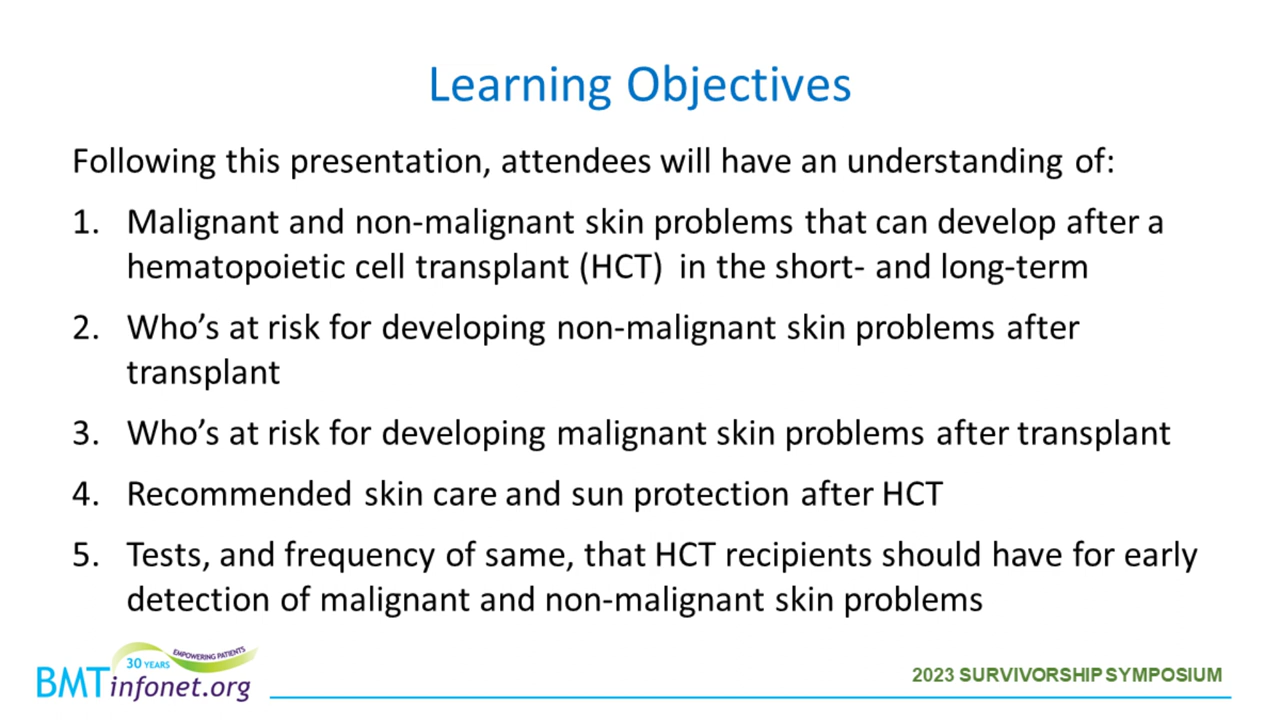 Learning Objectives
Following this presentation, attendees will have an understanding of:
1. Malignant and non-malignant skin problems that can develop after a
hematopoietic cell transplant (HCT)  in the short- and long-term
2. Who’s at risk for developing non-malignant skin problems after
transplant
3. Who’s at risk for developing malignant skin problems after transplant
4. Recommended skin care and sun protection after HCT
5. Tests, and frequency of same, that HCT recipients should have for early
detection of malignant and non-malignant skin problems
30 YEARS EMPOWERING PATIENTS
BMTinfonet.org
2023 SURVIVORSHIP SYMPOSIUM